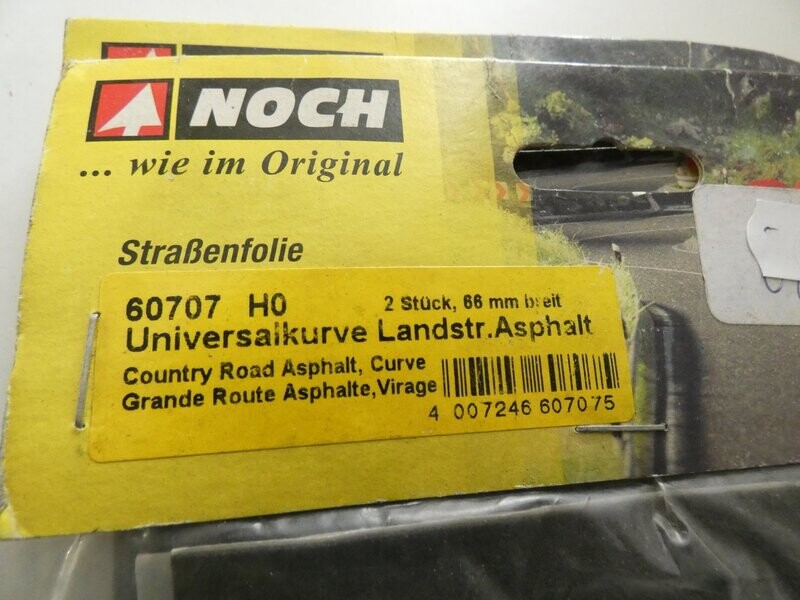 NOCH
... wie im Original
Straßenfolie
60707 H0 2 Stück, 66 mm breit
Universalkurve Landstr.Asphalt
Country Road Asphalt, Curve
Grande Route Asphalte,Virage
4 007246 607075